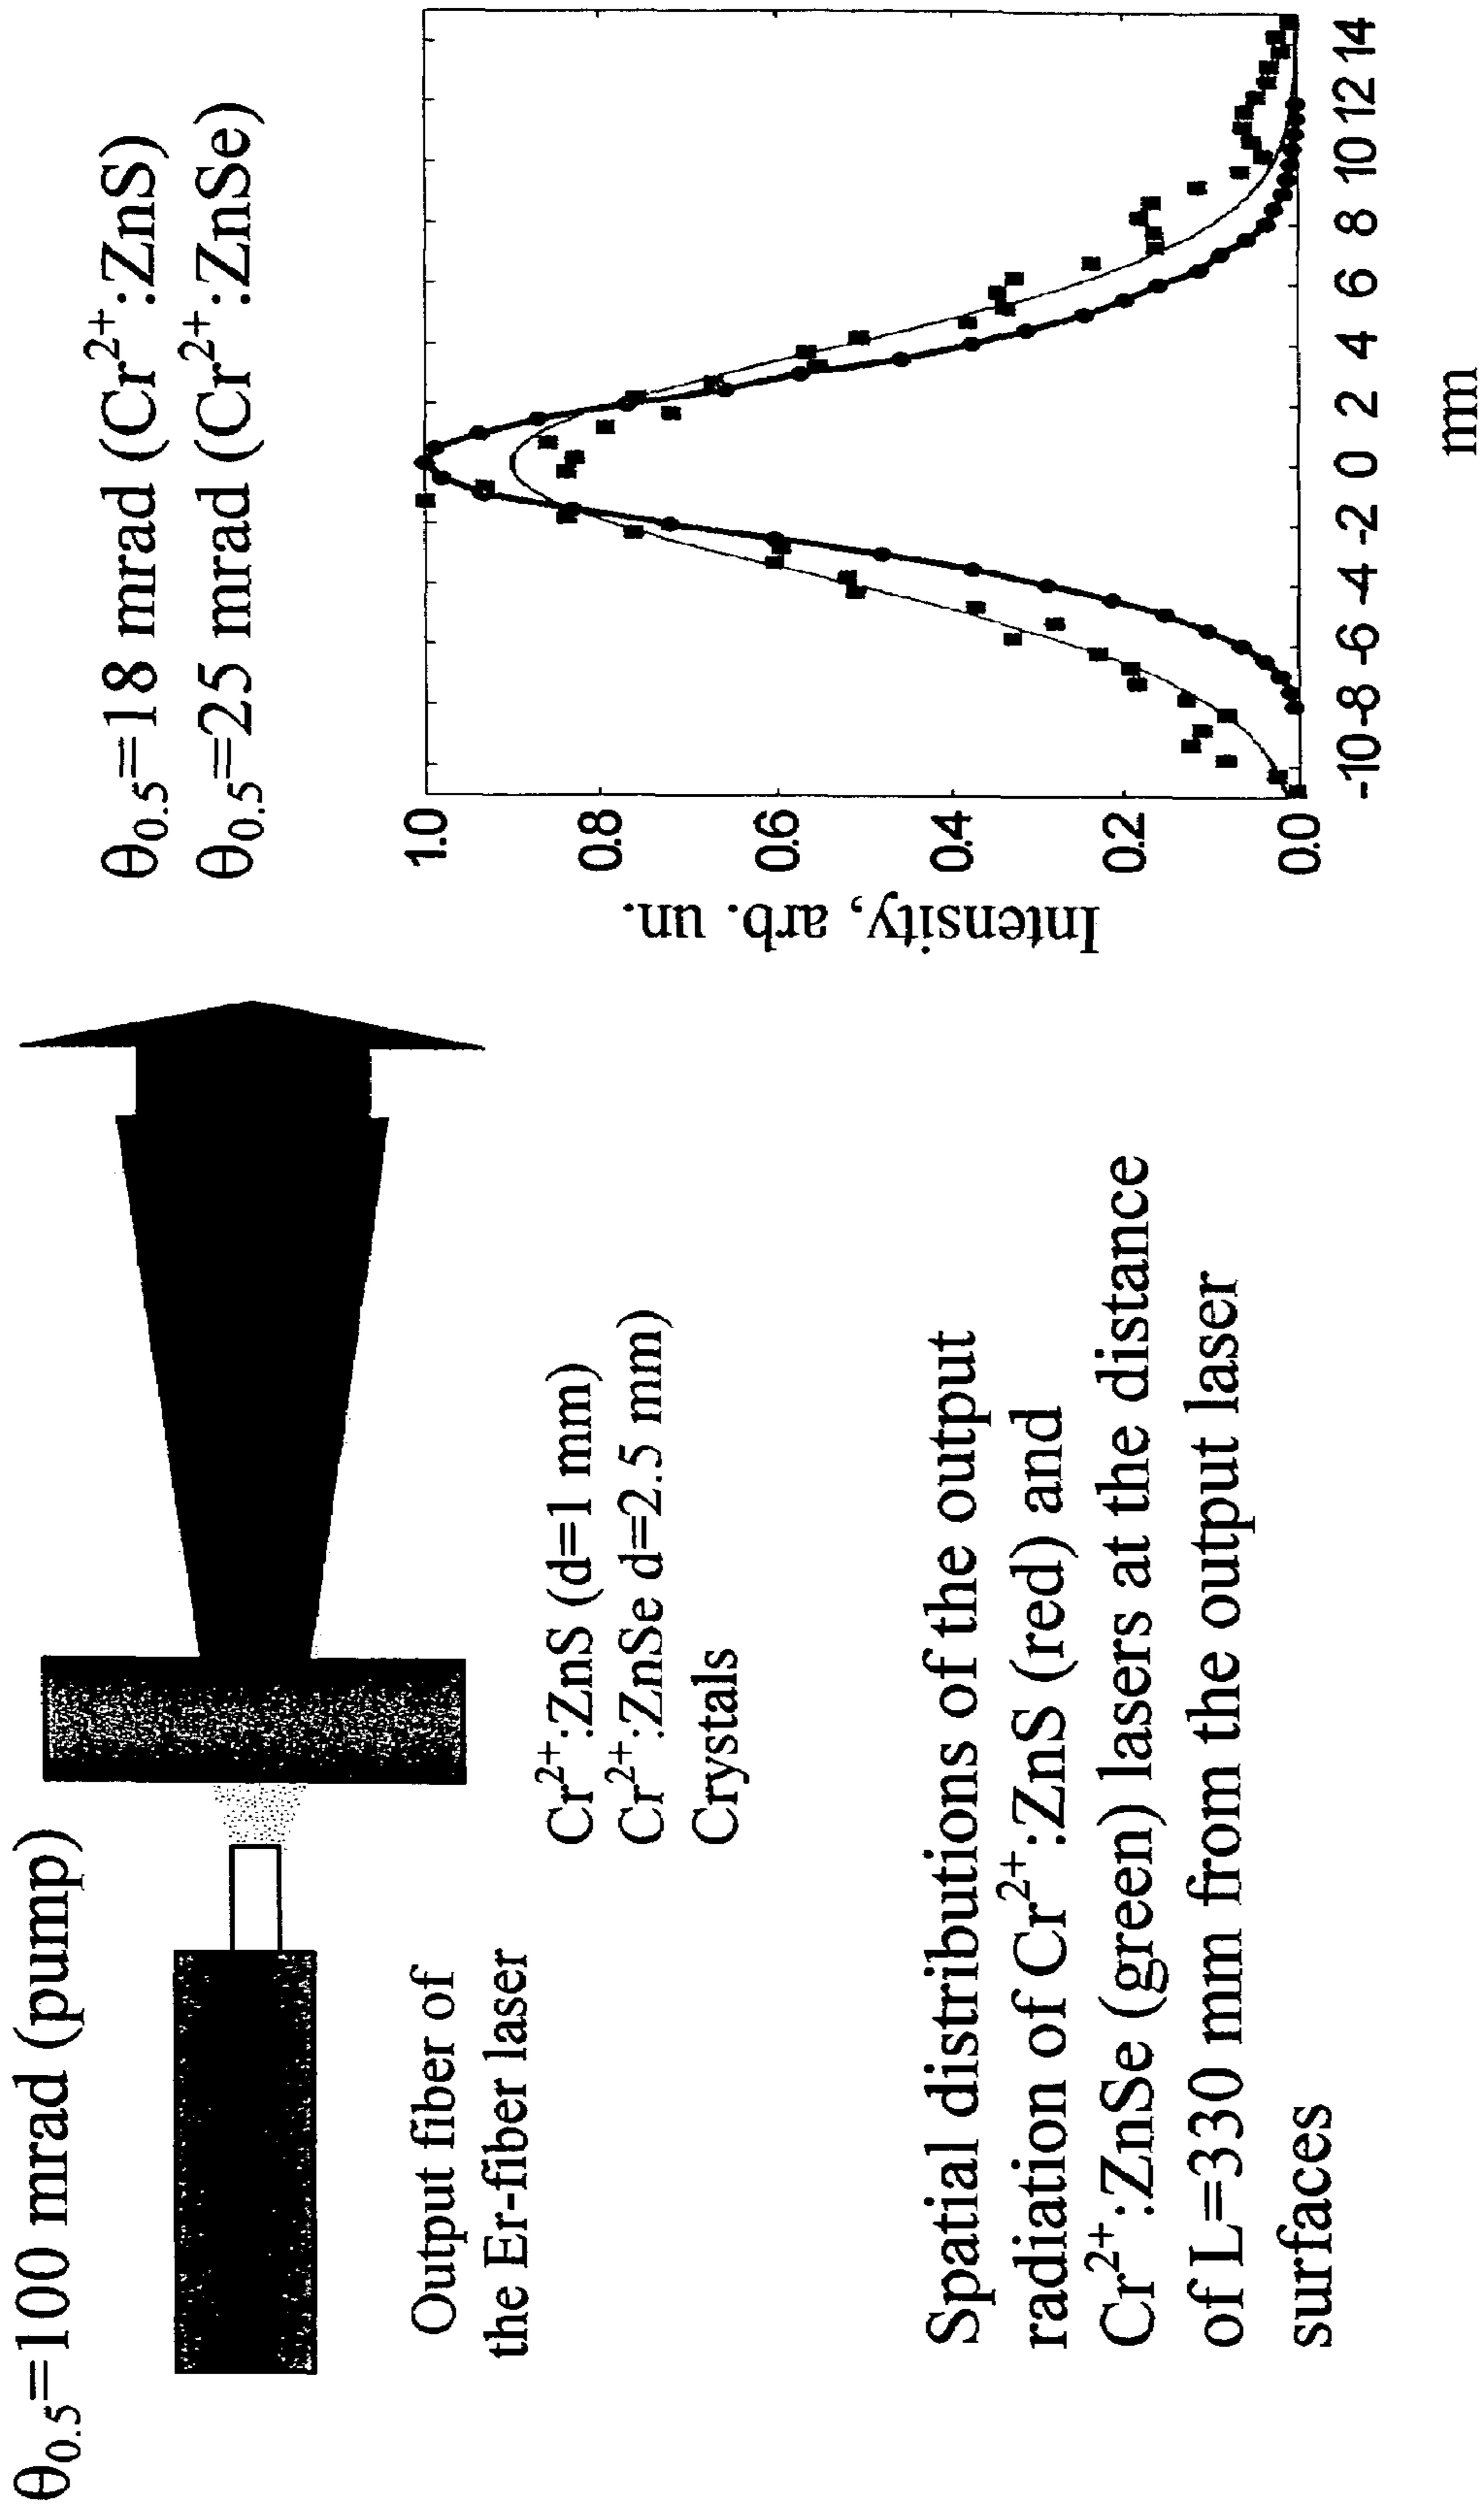 θ0.5=100 mrad (pump)
Output fiber of
the Er-fiber laser
Cr2+:ZnS (d=1 mm)
Cr2+:ZnSe d=2.5 mm)
Crystals
Spatial distributions of the output
radiation of Cr2+:ZnS (red) and
Cr2+:ZnSe (green) lasers at the distance
of L=330 mm from the output laser
surfaces
θ0.5=18 mrad (Cr2+:ZnS)
θ0.5=25 mrad (Cr2+:ZnSe)
Intensity, arb. un.
1.0
0.8
0.6
0.4
0.2
0.0
-10 -8 -6 -4 -2 0 2 4 6 8 10 12 14
mm